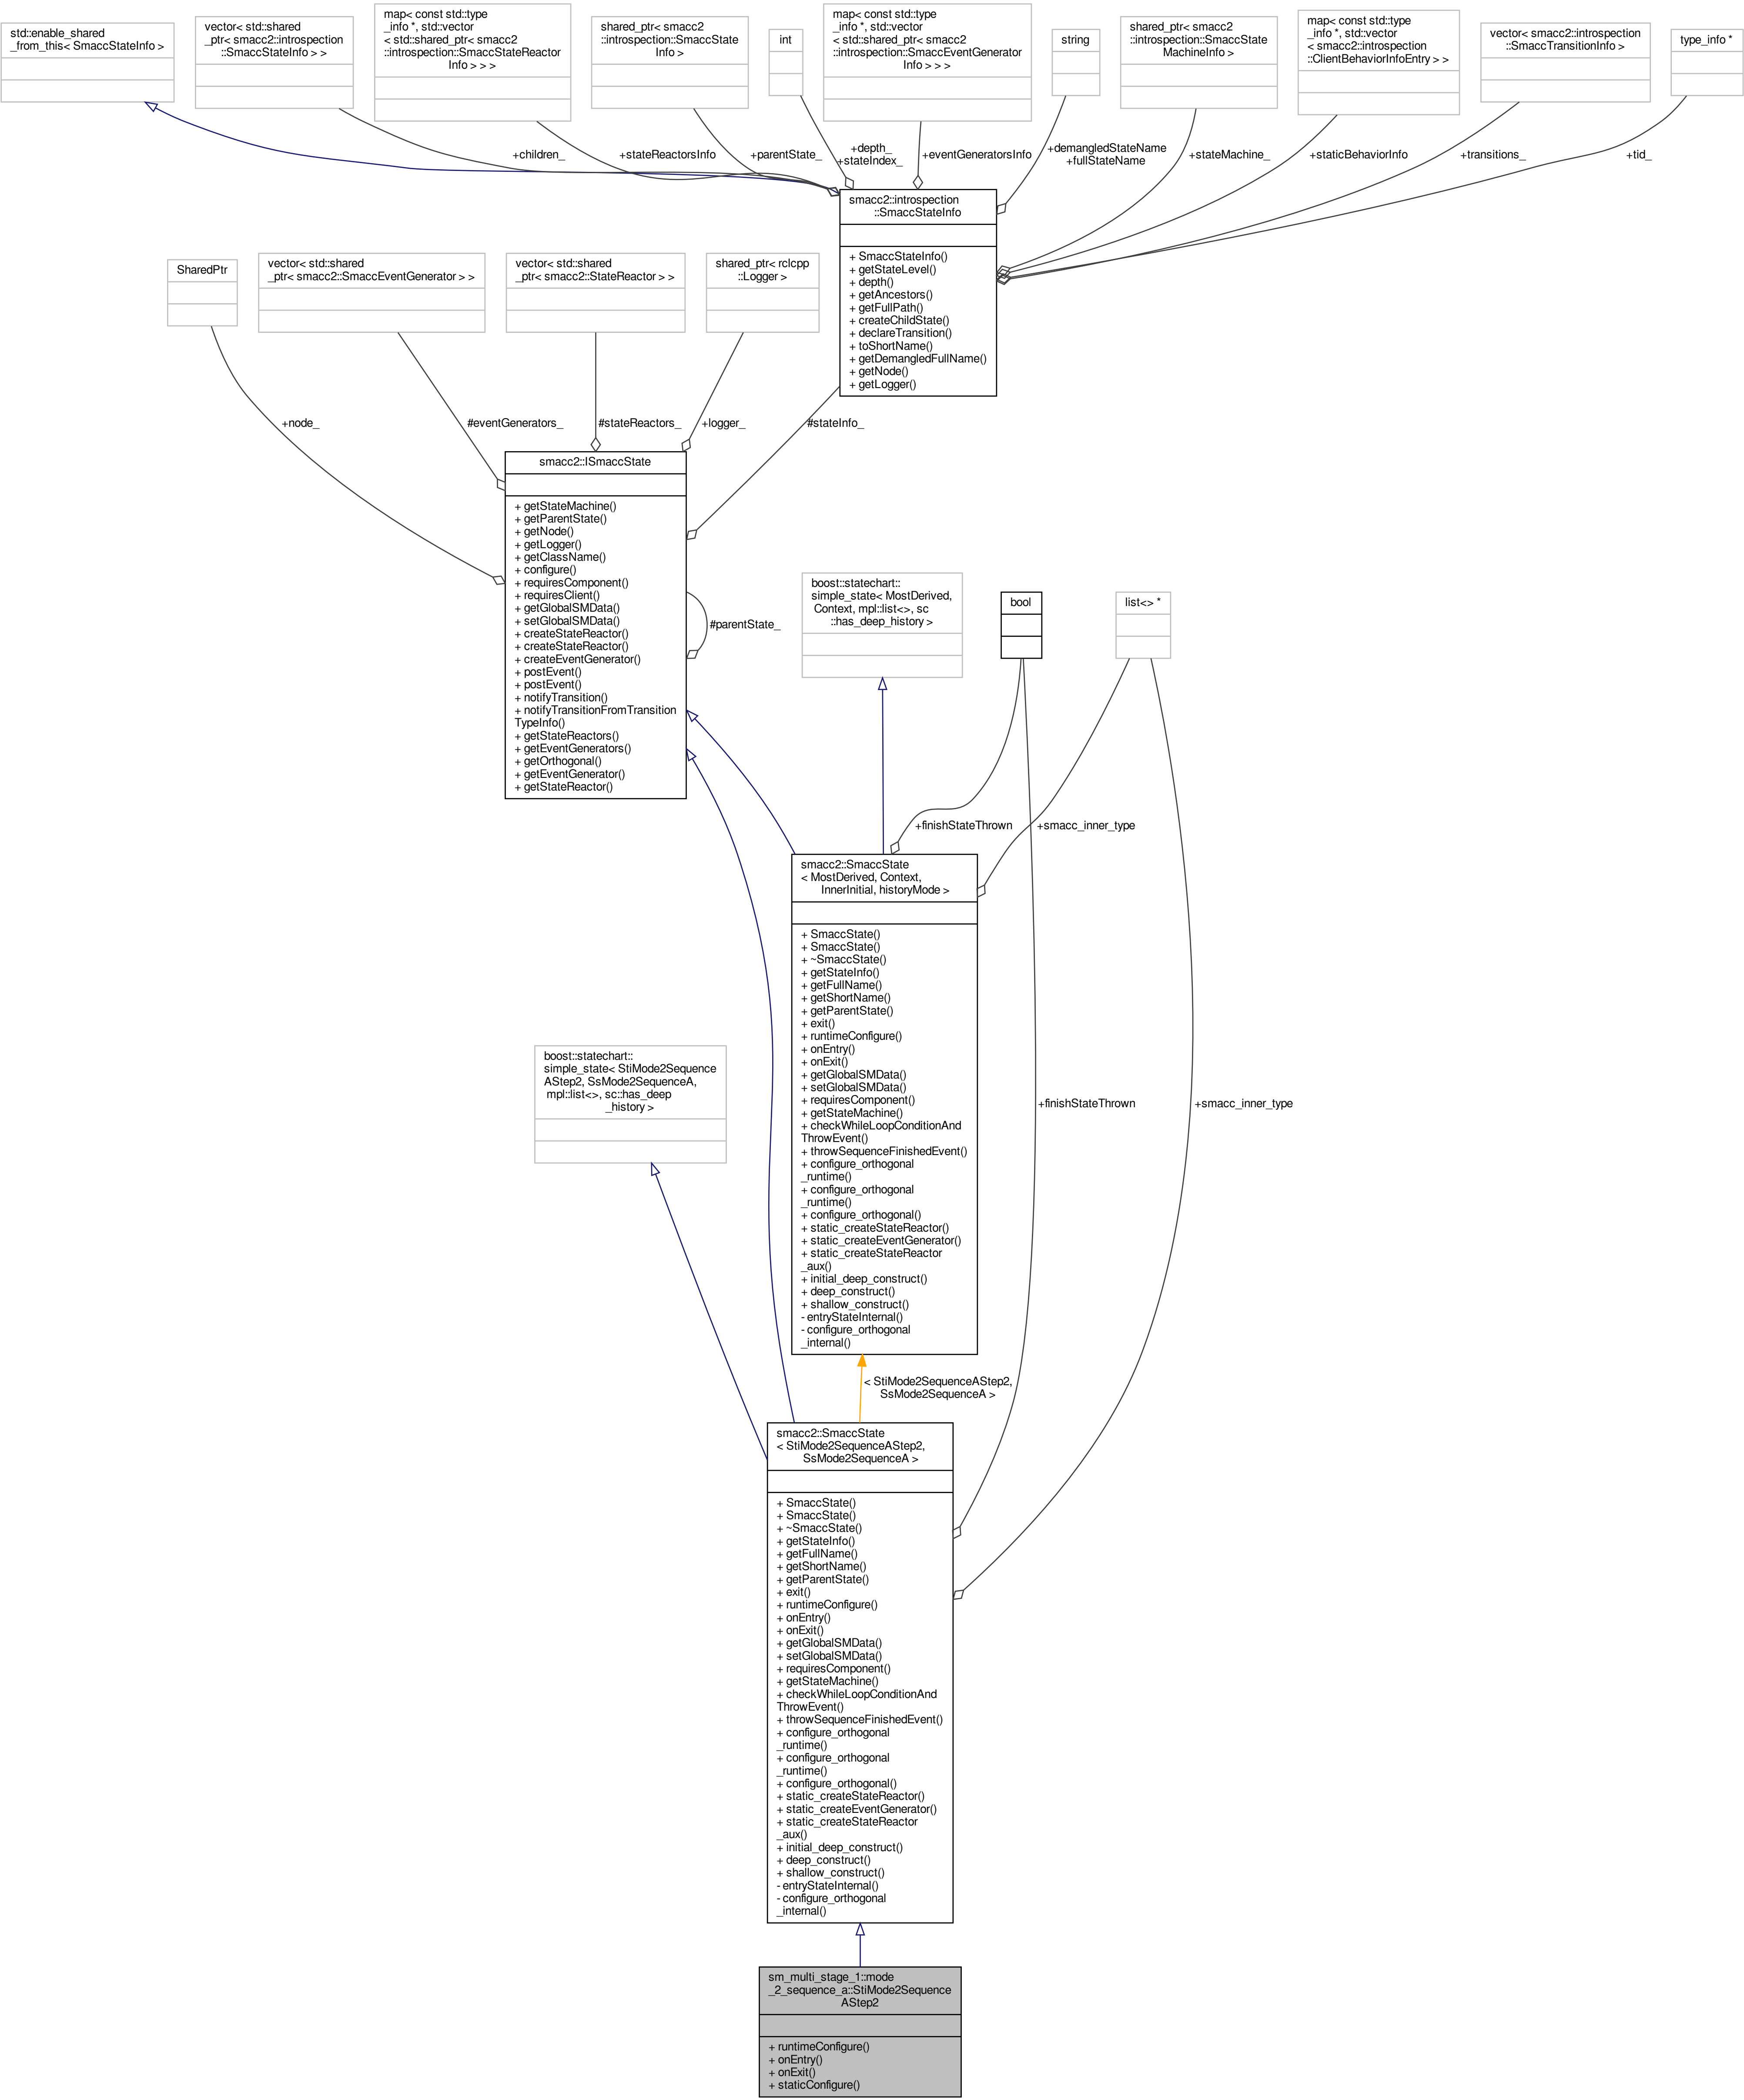 std::enable_shared
_from_this< SmaccStateInfo >
vector< std::shared
_ptr< smacc2::introspection
::SmaccStateInfo > >
map< const std::type
_info *, std::vector
< std::shared_ptr< smacc2
::introspection::SmaccStateReactor
Info > > >
shared_ptr< smacc2
::introspection::SmaccState
Info >
int
map< const std::type
_info *, std::vector
< std::shared_ptr< smacc2
::introspection::SmaccEventGenerator
Info > > >
string
shared_ptr< smacc2
::introspection::SmaccState
MachineInfo >
map< const std::type
_info *, std::vector
< smacc2::introspection
::ClientBehaviorInfoEntry > >
vector< smacc2::introspection
::SmaccTransitionInfo >
type_info *
+children_
+stateReactorsInfo
+parentState_
+depth_
+stateIndex_
+eventGeneratorsInfo
+demangledStateName
+fullStateName
+stateMachine_
+staticBehaviorInfo
+transitions_
+tid_
smacc2::introspection
::SmaccStateInfo
+ SmaccStateInfo()
+ getStateLevel()
+ depth()
+ getAncestors()
+ getFullPath()
+ createChildState()
+ declareTransition()
+ toShortName()
+ getDemangledFullName()
+ getNode()
+ getLogger()
SharedPtr
vector< std::shared
_ptr< smacc2::SmaccEventGenerator > >
vector< std::shared
_ptr< smacc2::StateReactor > >
shared_ptr< rclcpp
::Logger >
+node_
#eventGenerators_
#stateReactors_
+logger_
#stateInfo_
smacc2::ISmaccState
+ getStateMachine()
+ getParentState()
+ getNode()
+ getLogger()
+ getClassName()
+ configure()
+ requiresComponent()
+ requiresClient()
+ getGlobalSMData()
+ setGlobalSMData()
+ createStateReactor()
+ createStateReactor()
+ createEventGenerator()
+ postEvent()
+ postEvent()
+ notifyTransition()
+ notifyTransitionFromTransition
TypeInfo()
+ getStateReactors()
+ getEventGenerators()
+ getOrthogonal()
+ getEventGenerator()
+ getStateReactor()
#parentState_
boost::statechart::
simple_state< MostDerived,
Context, mpl::list<>, sc
::has_deep_history >
bool
list<> *
+finishStateThrown
+smacc_inner_type
smacc2::SmaccState
< MostDerived, Context,
InnerInitial, historyMode >
+ SmaccState()
+ SmaccState()
+ ~SmaccState()
+ getStateInfo()
+ getFullName()
+ getShortName()
+ getParentState()
+ exit()
+ runtimeConfigure()
+ onEntry()
+ onExit()
+ getGlobalSMData()
+ setGlobalSMData()
+ requiresComponent()
+ getStateMachine()
+ checkWhileLoopConditionAnd
ThrowEvent()
+ throwSequenceFinishedEvent()
+ configure_orthogonal
_runtime()
+ configure_orthogonal
_runtime()
+ configure_orthogonal()
+ static_createStateReactor()
+ static_createEventGenerator()
+ static_createStateReactor
_aux()
+ initial_deep_construct()
+ deep_construct()
+ shallow_construct()
- entryStateInternal()
- configure_orthogonal
_internal()
boost::statechart::
simple_state< StiMode2Sequence
AStep2, SsMode2SequenceA,
mpl::list<>, sc::has_deep
_history >
+finishStateThrown
+smacc_inner_type
< StiMode2SequenceAStep2,
SsMode2SequenceA >
smacc2::SmaccState
< StiMode2SequenceAStep2,
SsMode2SequenceA >
+ SmaccState()
+ SmaccState()
+ ~SmaccState()
+ getStateInfo()
+ getFullName()
+ getShortName()
+ getParentState()
+ exit()
+ runtimeConfigure()
+ onEntry()
+ onExit()
+ getGlobalSMData()
+ setGlobalSMData()
+ requiresComponent()
+ getStateMachine()
+ checkWhileLoopConditionAnd
ThrowEvent()
+ throwSequenceFinishedEvent()
+ configure_orthogonal
_runtime()
+ configure_orthogonal
_runtime()
+ configure_orthogonal()
+ static_createStateReactor()
+ static_createEventGenerator()
+ static_createStateReactor
_aux()
+ initial_deep_construct()
+ deep_construct()
+ shallow_construct()
- entryStateInternal()
- configure_orthogonal
_internal()
sm_multi_stage_1::mode
_2_sequence_a::StiMode2Sequence
AStep2
+ runtimeConfigure()
+ onEntry()
+ onExit()
+ staticConfigure()